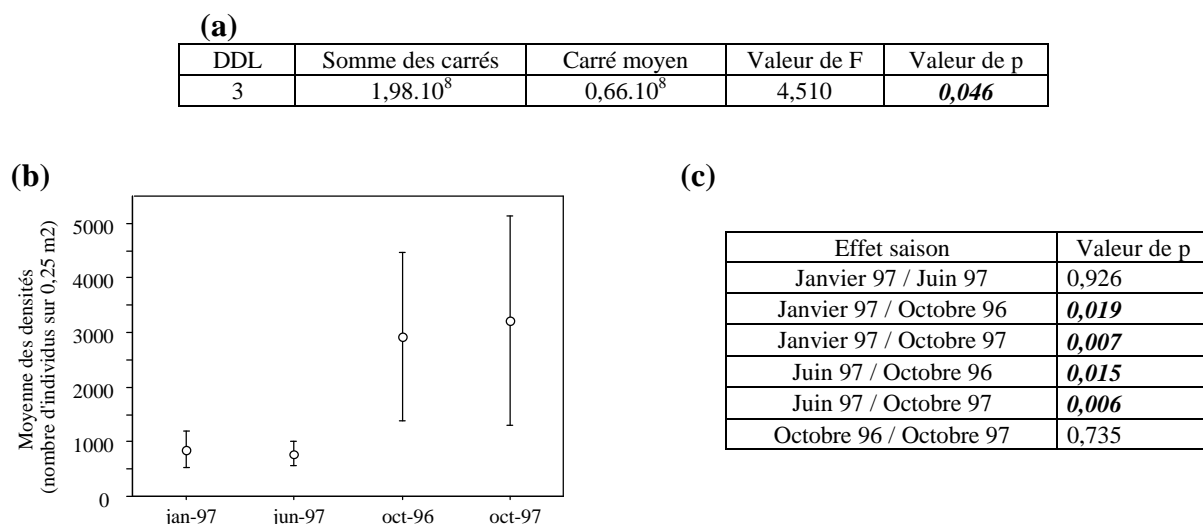 (a)
DDL Somme des carrés Carré moyen Valeur de F Valeur de p
3 1,98.10⁸ 0,66.10⁸ 4,510 0,046
(b)
Moyenne des densités
(nombre d'individus sur 0,25 m2)
5000
4000
3000
2000
1000
0
jan-97 jun-97 oct-96 oct-97
(c)
Effet saison Valeur de p
Janvier 97 / Juin 97 0,926
Janvier 97 / Octobre 96 0,019
Janvier 97 / Octobre 97 0,007
Juin 97 / Octobre 96 0,015
Juin 97 / Octobre 97 0,006
Octobre 96 / Octobre 97 0,735